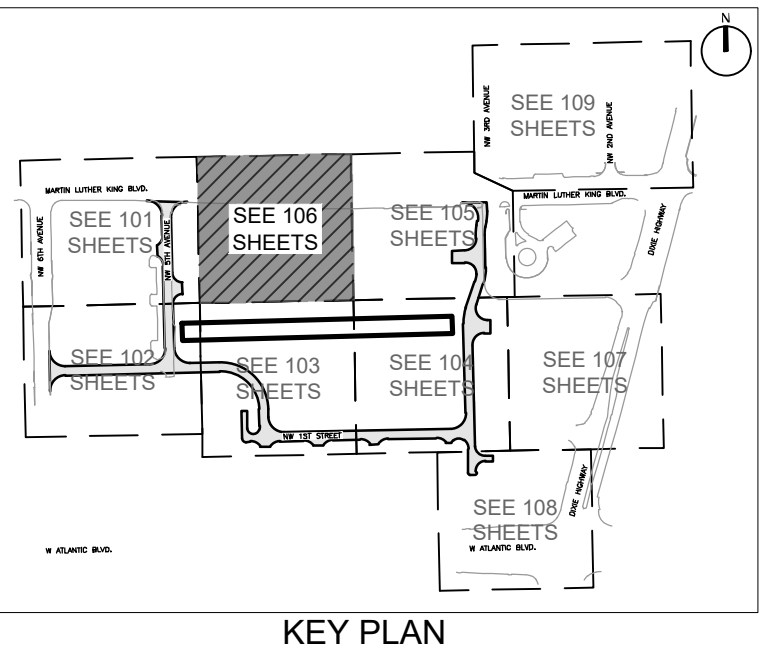 N
SEE 109
SHEETS
NW 3RD AVENUE
NW 2ND AVENUE
MARTIN LUTHER KING BLVD.
MARTIN LUTHER KING BLVD.
SEE 101
SHEETS
SEE 106
SHEETS
SEE 105
SHEETS
NW 6TH AVENUE
NW 5TH AVENUE
DIXIE HIGHWAY
SEE 102
SHEETS
SEE 103
SHEETS
SEE 104
SHEETS
SEE 107
SHEETS
NW 1ST STREET
DIXIE HIGHWAY
SEE 108
SHEETS
W ATLANTIC BLVD.
W ATLANTIC BLVD.
KEY PLAN